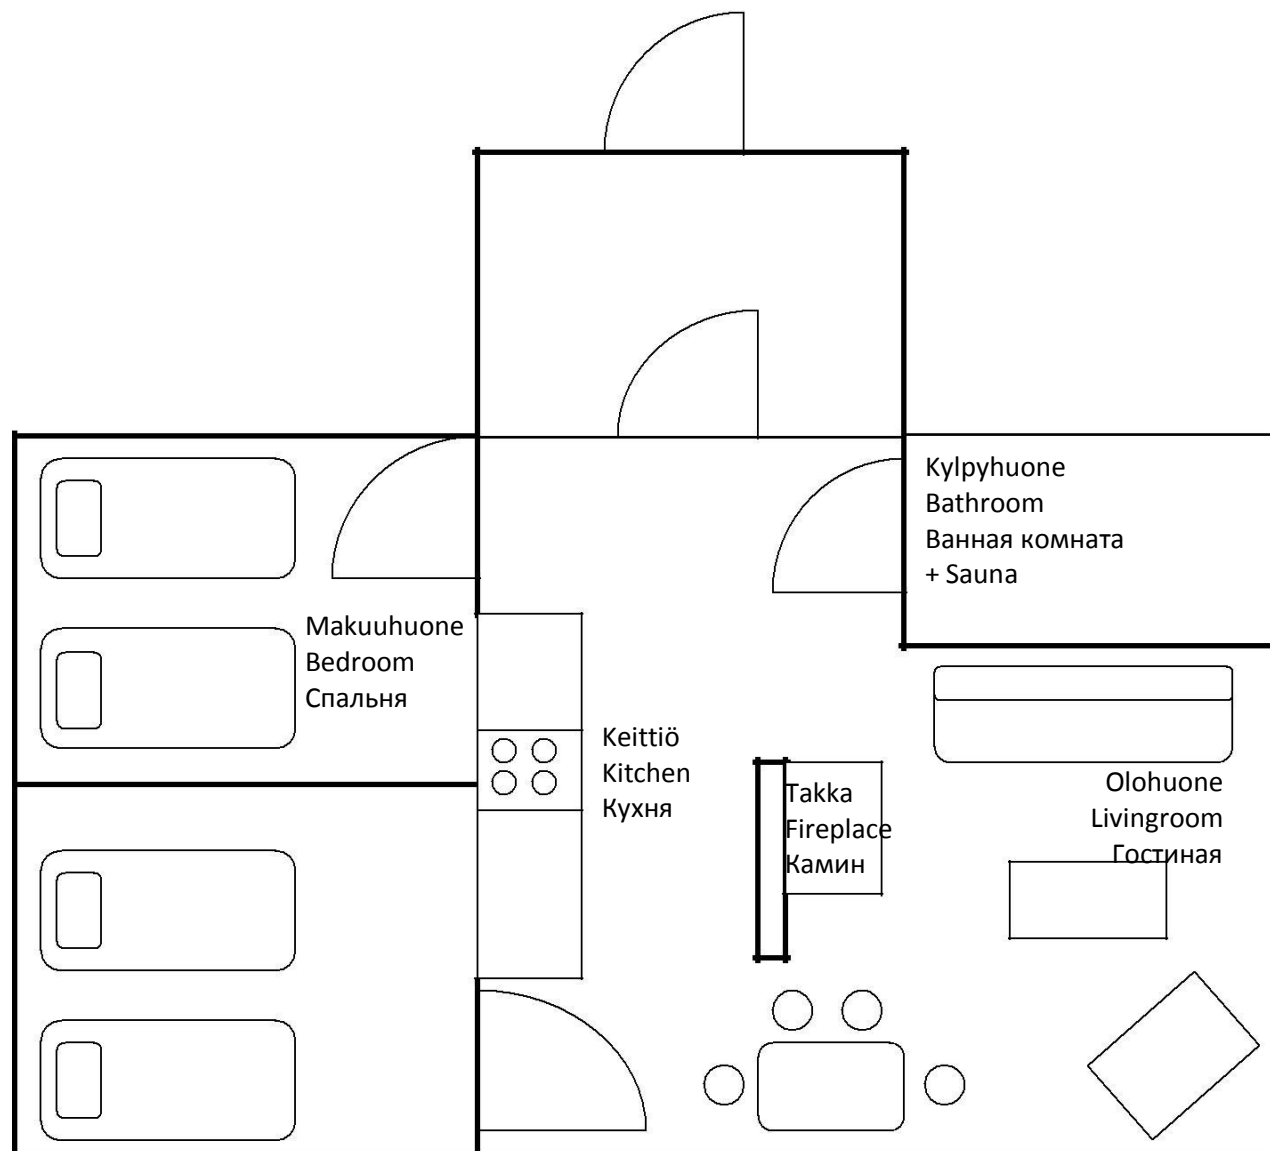 Kylpyhuone
Bathroom
Ванная комната
+ Sauna
Makuuhuone
Bedroom
Спальня
Keittiö
Kitchen
Кухня
Takka
Fireplace
Камин
Olohuone
Livingroom
Гостиная